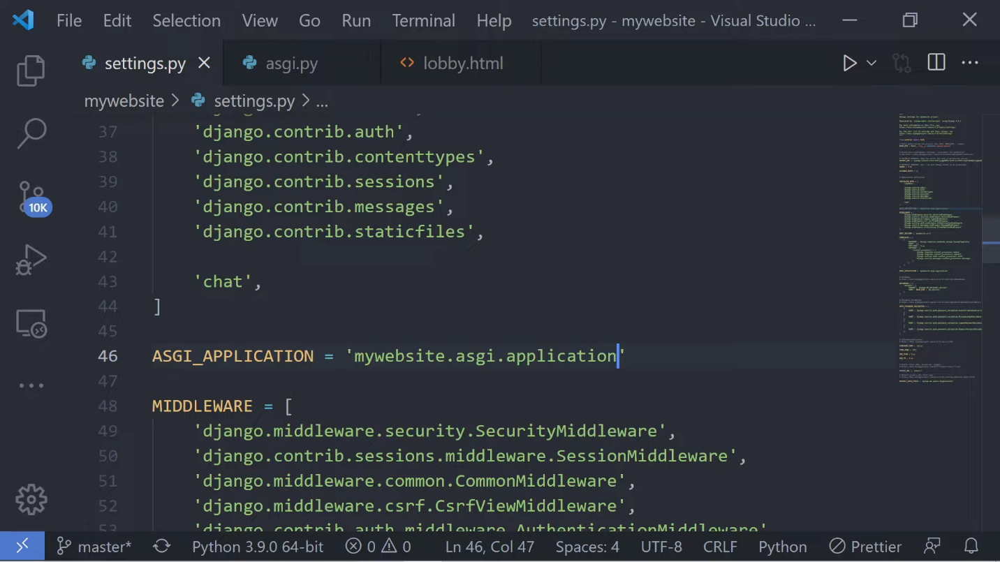 File Edit Selection View Go Run Terminal Help settings.py - mywebsite - Visual Studio ...
settings.py asgi.py <> lobby.html
mywebsite > settings.py > ...
37 'django.contrib.auth',
38 'django.contrib.contenttypes',
39 'django.contrib.sessions',
40 'django.contrib.messages',
41 'django.contrib.staticfiles',
42
43 'chat',
44 ]
45
46 ASGI_APPLICATION = 'mywebsite.asgi.application'
47
48 MIDDLEWARE = [
49 'django.middleware.security.SecurityMiddleware',
50 'django.contrib.sessions.middleware.SessionMiddleware',
51 'django.middleware.common.CommonMiddleware',
52 'django.middleware.csrf.CsrfViewMiddleware',
53 'django.contrib.auth.middleware.AuthenticationMiddleware'
10K
master* Python 3.9.0 64-bit 0 0 Ln 46, Col 47 Spaces: 4 UTF-8 CRLF Python Prettier